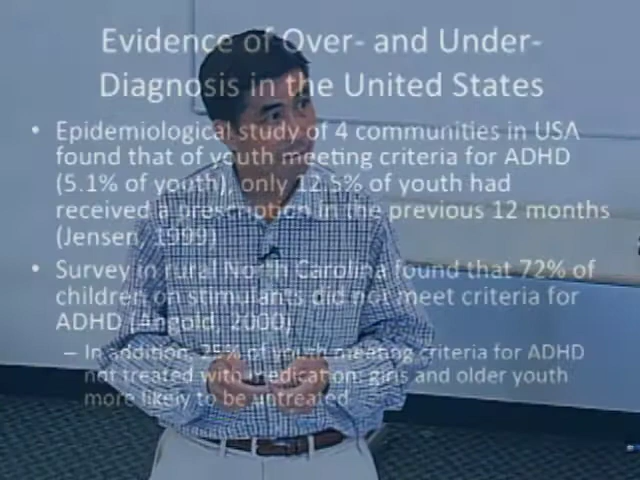 Evidence of Over- and Under-
Diagnosis in the United States
• Epidemiological study of 4 communities in USA
found that of youth meeting criteria for ADHD
(5.1% of youth), only 12.5% of youth had
received a prescription in the previous 12 months
(Jensen, 1999)
• Survey in rural North Carolina found that 72% of
children on stimulants did not meet criteria for
ADHD (Angold, 2000)
– In addition, 25% of youth meeting criteria for ADHD
not treated with medication; girls and older youth
more likely to be untreated